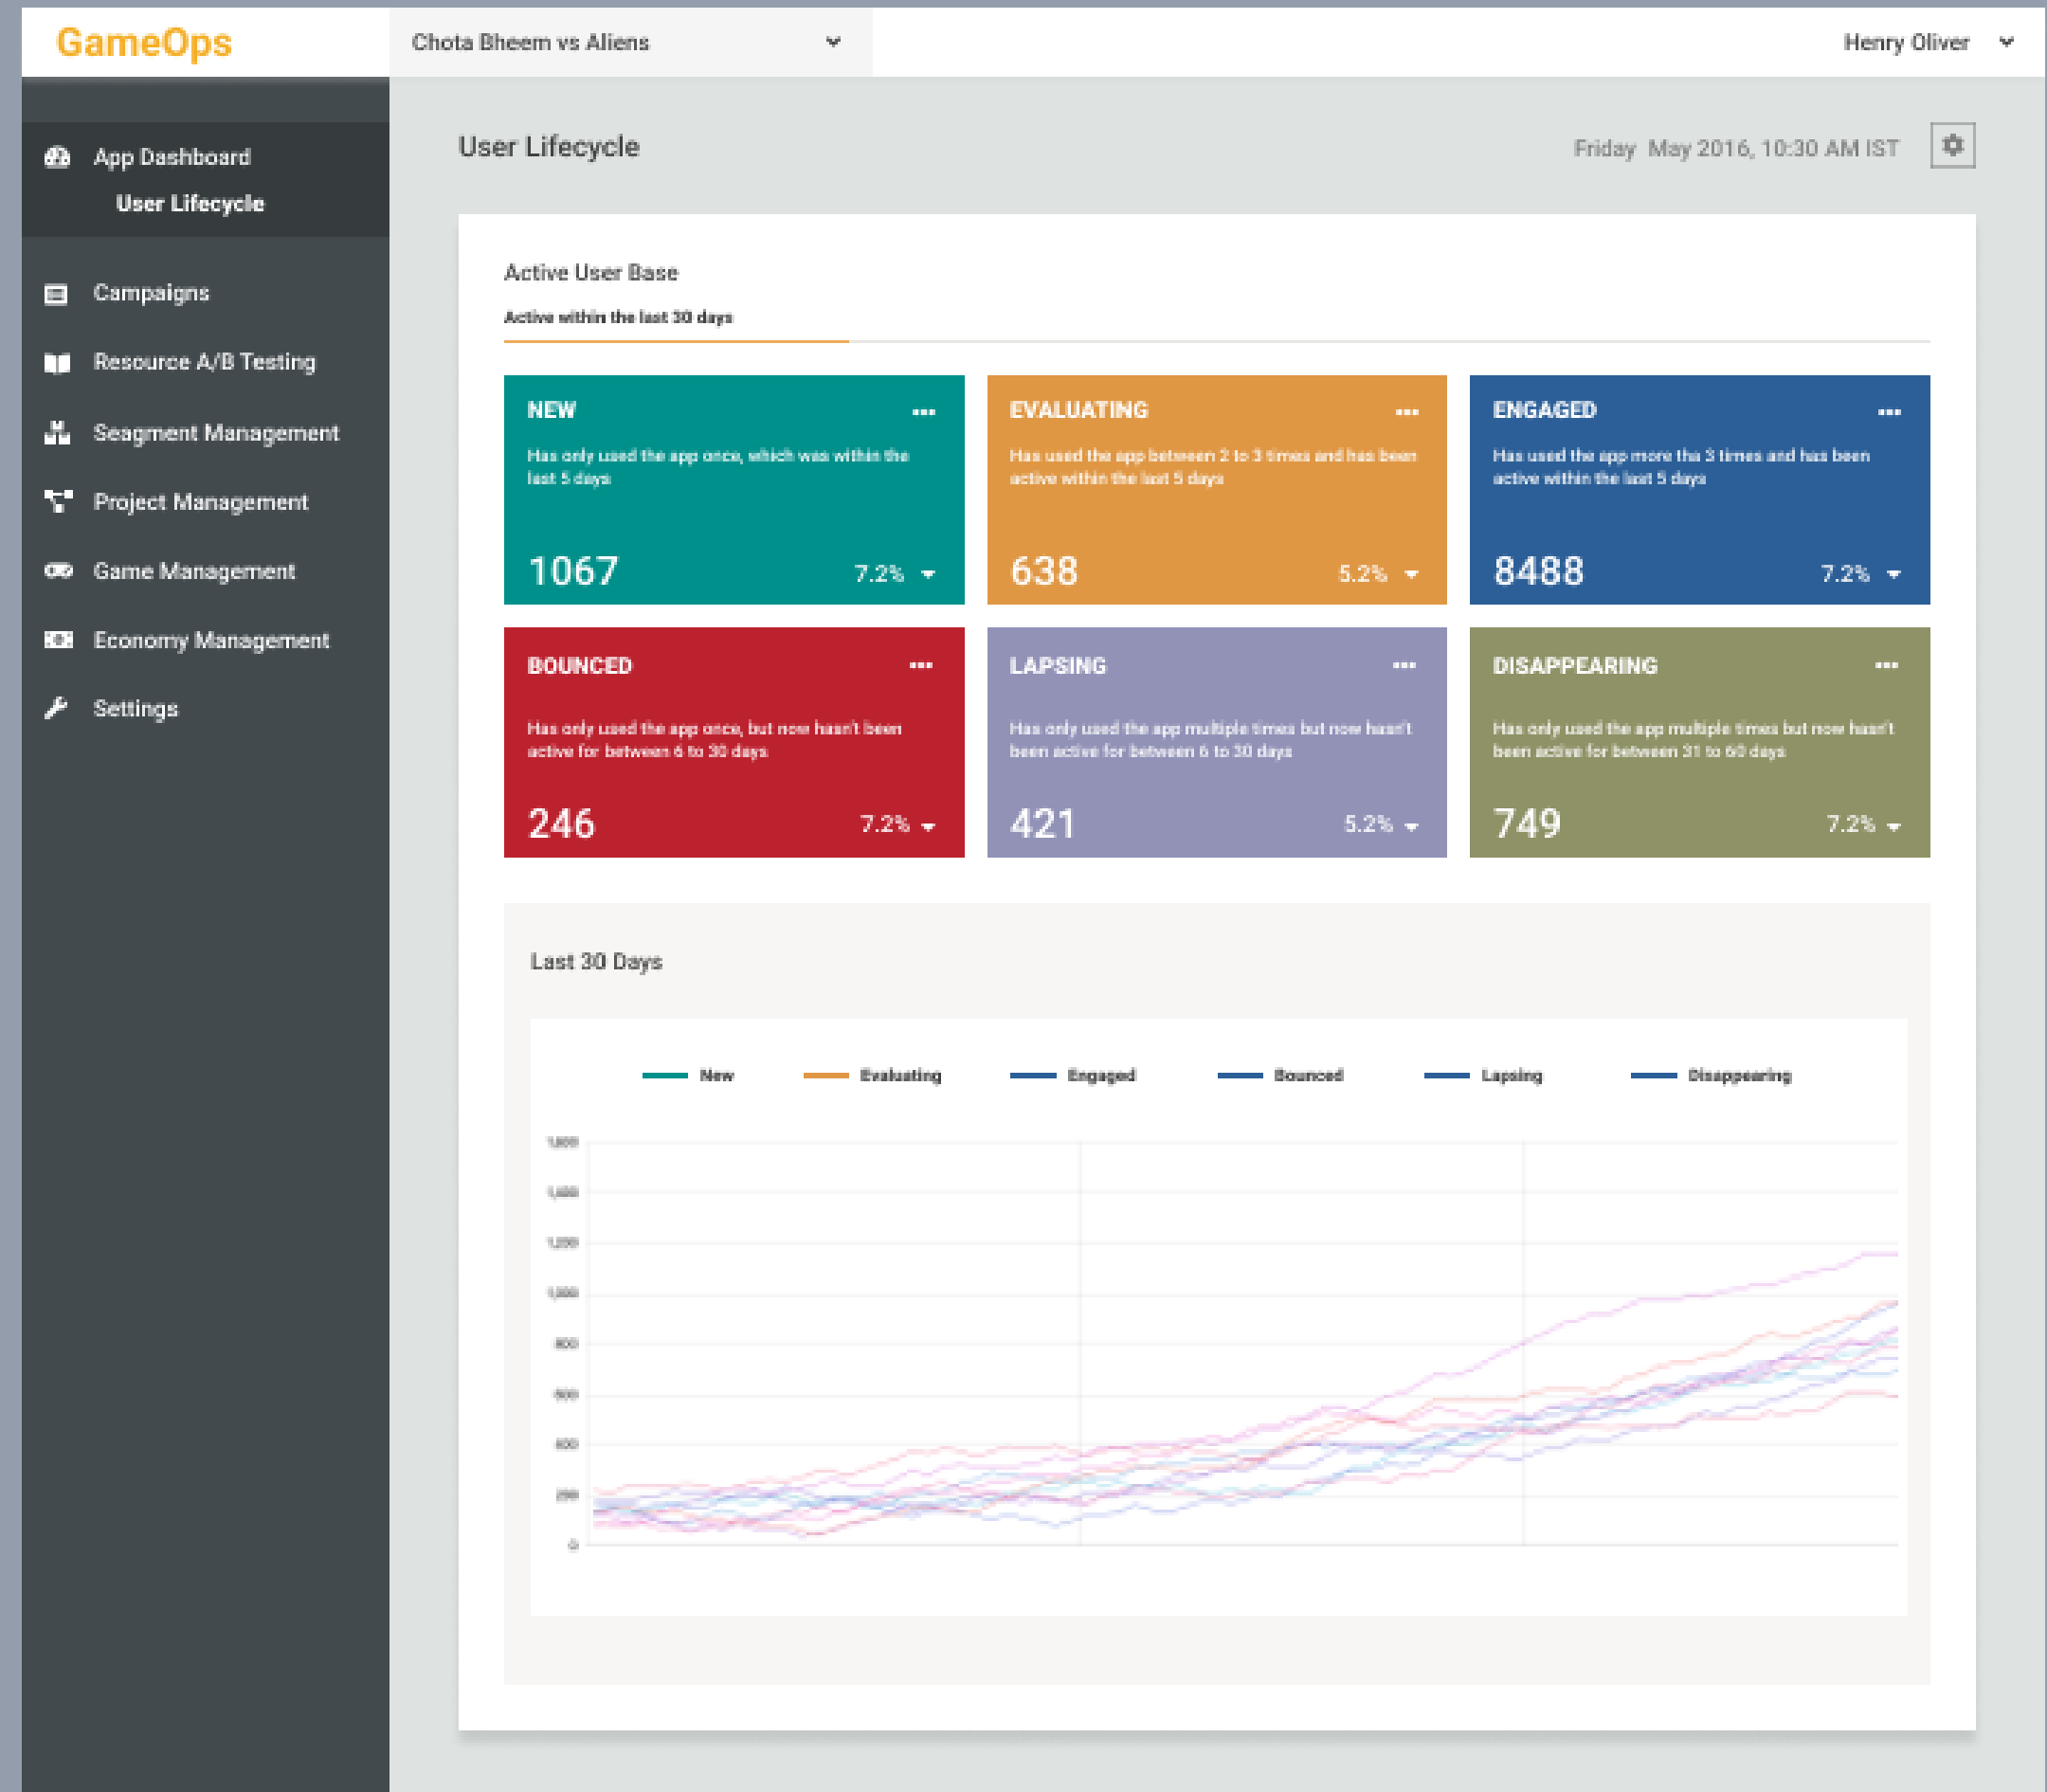 GameOps
Chota Bheem vs Aliens
Henry Oliver
App Dashboard
User Lifecycle
Campaigns
Resource A/B Testing
Seagment Management
Project Management
Game Management
Economy Management
Settings
User Lifecycle
Friday May 2016, 10:30 AM IST
Active User Base
Active within the last 30 days
NEW
Has only used the app once, which was within the
last 5 days
1067
7.2%
EVALUATING
Has used the app between 2 to 3 times and has been
active within the last 5 days
638
5.2%
ENGAGED
Has used the app more tha 3 times and has been
active within the last 5 days
8488
7.2%
BOUNCED
Has only used the app once, but now hasn't been
active for between 6 to 30 days
246
7.2%
LAPSING
Has only used the app multiple times but now hasn't
been active for between 6 to 30 days
421
5.2%
DISAPPEARING
Has only used the app multiple times but now hasn't
been active for between 31 to 60 days
749
7.2%
Last 30 Days
New
Evaluating
Engaged
Bounced
Lapsing
Disappearing
1,200
1,000
800
600
400
200
0